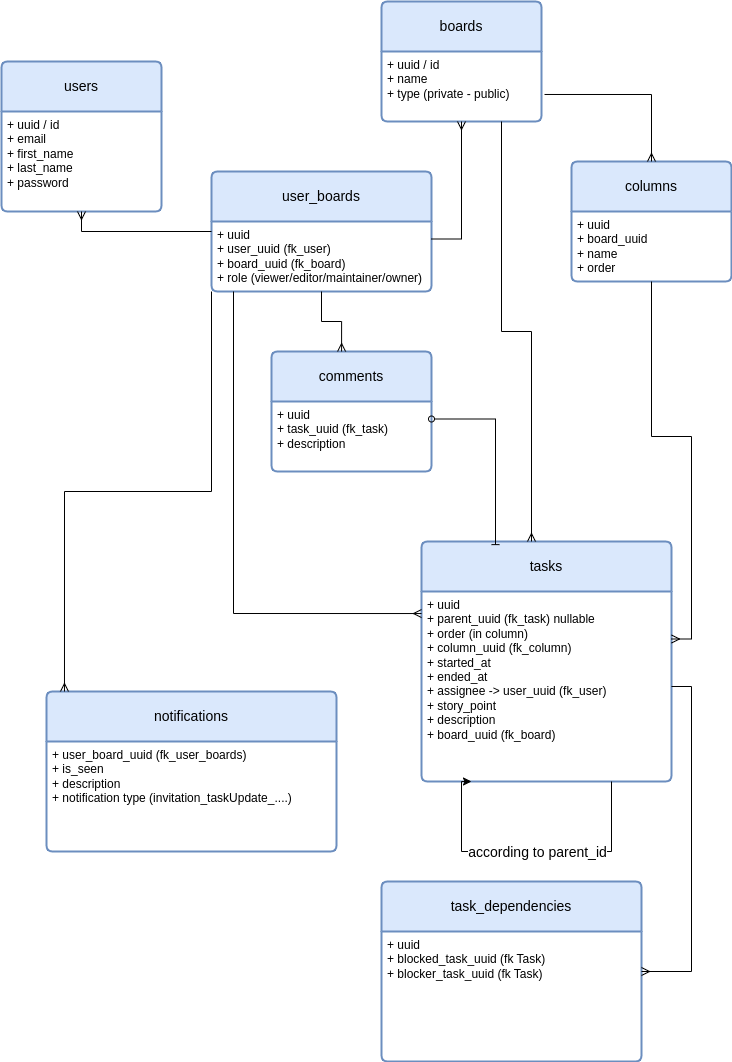 boards
+ uuid / id
+ name
+ type (private - public)
users
+ uuid / id
+ email
+ first_name
+ last_name
+ password
user_boards
+ uuid
+ user_uuid (fk_user)
+ board_uuid (fk_board)
+ role (viewer/editor/maintainer/owner)
columns
+ uuid
+ board_uuid
+ name
+ order
comments
+ uuid
+ task_uuid (fk_task)
+ description
tasks
+ uuid
+ parent_uuid (fk_task) nullable
+ order (in column)
+ column_uuid (fk_column)
+ started_at
+ ended_at
+ assignee -> user_uuid (fk_user)
+ story_point
+ description
+ board_uuid (fk_board)
notifications
+ user_board_uuid (fk_user_boards)
+ is_seen
+ description
+ notification type (invitation_taskUpdate_....)
according to parent_id
task_dependencies
+ uuid
+ blocked_task_uuid (fk Task)
+ blocker_task_uuid (fk Task)